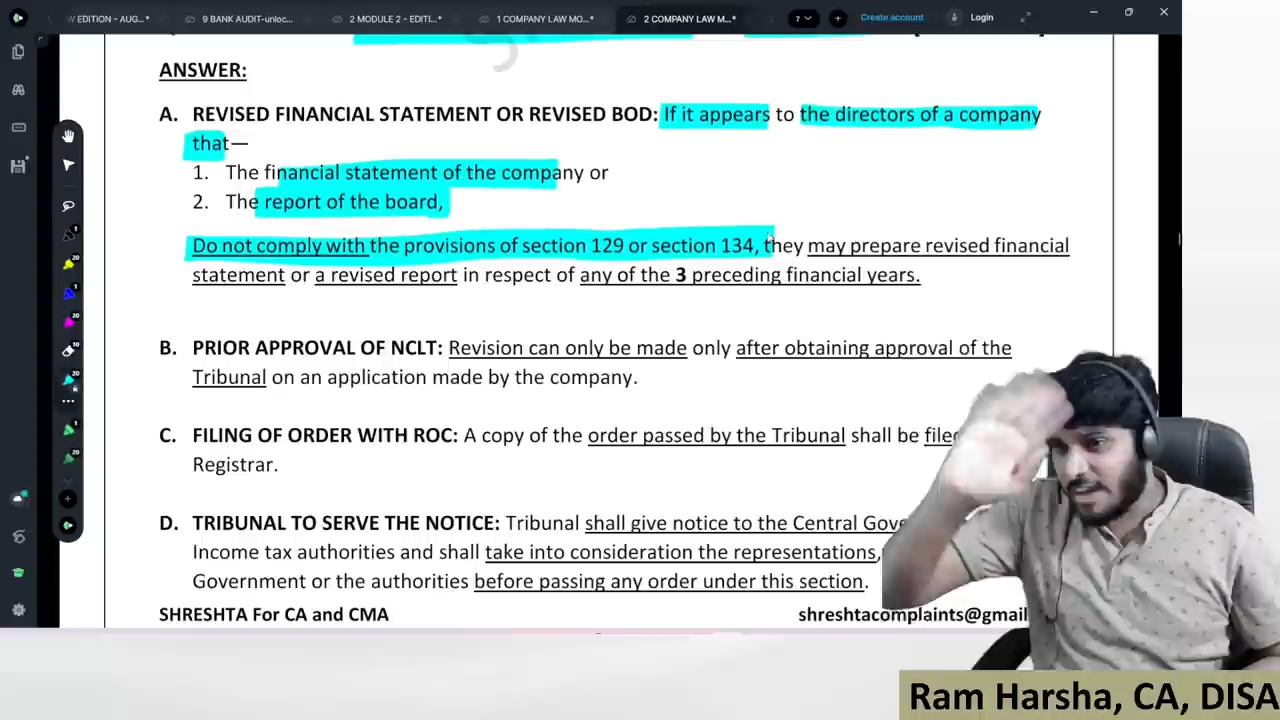 W EDITION - AUG...*
9 BANK AUDIT-unloc...
2 MODULE 2 - EDITI...*
1 COMPANY LAW MO...*
2 COMPANY LAW M...*
7
Create account
Login
ANSWER:
A. REVISED FINANCIAL STATEMENT OR REVISED BOD: If it appears to the directors of a company
that—
1. The financial statement of the company or
2. The report of the board,
Do not comply with the provisions of section 129 or section 134, they may prepare revised financial
statement or a revised report in respect of any of the 3 preceding financial years.
B. PRIOR APPROVAL OF NCLT: Revision can only be made only after obtaining approval of the
Tribunal on an application made by the company.
C. FILING OF ORDER WITH ROC: A copy of the order passed by the Tribunal shall be file
Registrar.
D. TRIBUNAL TO SERVE THE NOTICE: Tribunal shall give notice to the Central Gove
Income tax authorities and shall take into consideration the representations,
Government or the authorities before passing any order under this section.
SHRESHTA For CA and CMA
shreshtacomplaints@gmail
Ram Harsha, CA, DISA